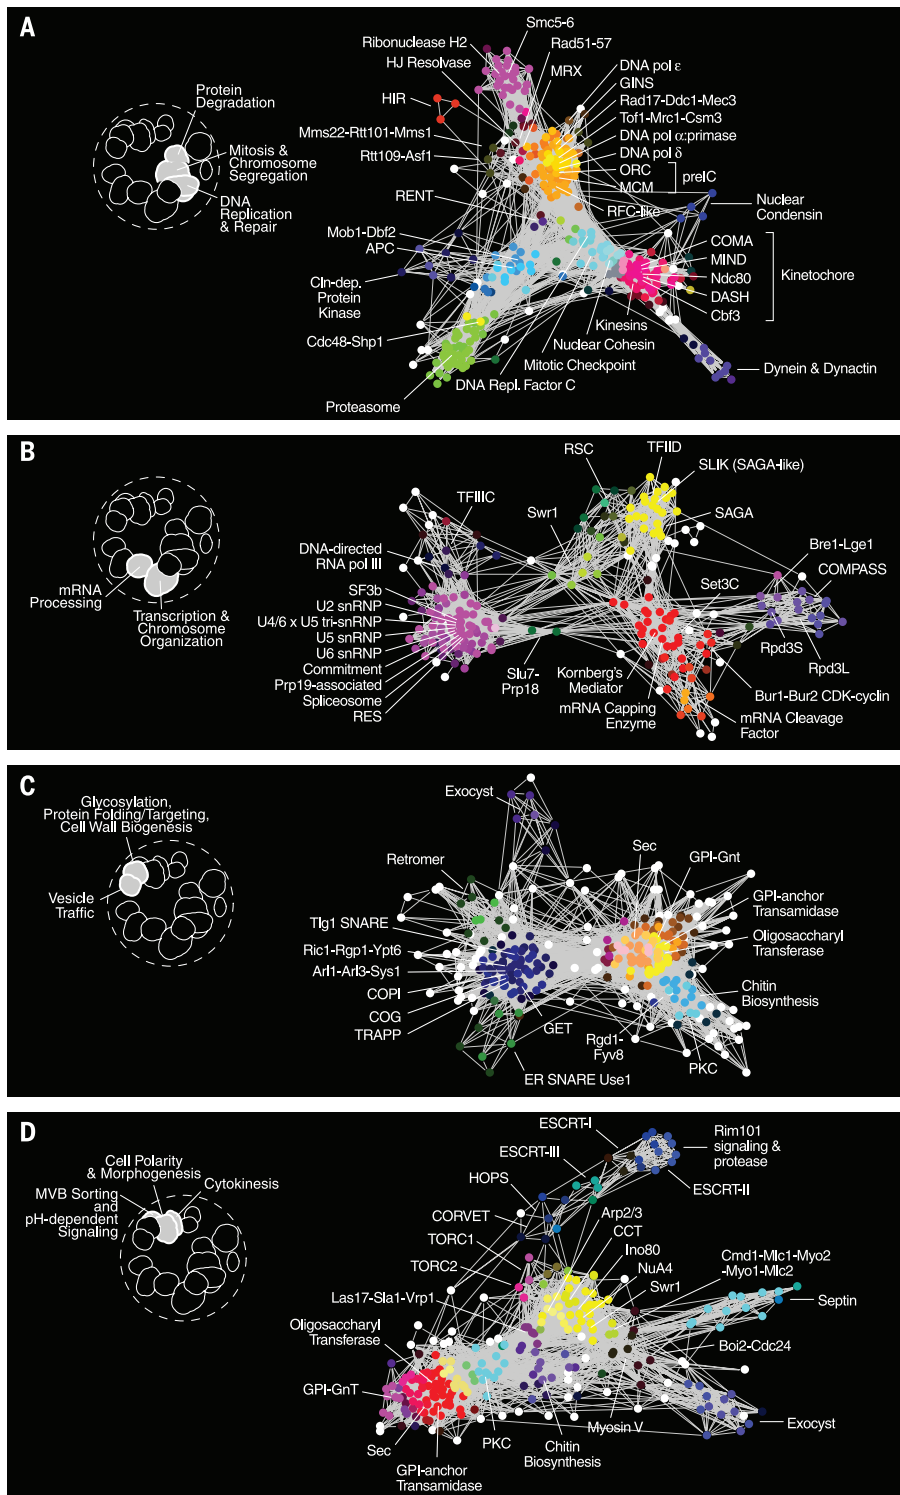 A
Protein
Degradation
Mitosis &
Chromosome
Segregation
DNA
Replication
& Repair
Smc5-6
Ribonuclease H2
Rad51-57
HJ Resolvase
MRX
HIR
DNA pol ε
GINS
Rad17-Ddc1-Mec3
Tof1-Mrc1-Csm3
Mms22-Rtt101-Mms1
DNA pol α:primase
Rtt109-Asf1
DNA pol δ
ORC
MCM
preIC
RENT
RFC-like
Nuclear
Condensin
Mob1-Dbf2
APC
Cln-dep.
Protein
Kinase
COMA
MIND
Ndc80
DASH
Cbf3
Kinetochore
Kinesins
Nuclear Cohesin
Mitotic Checkpoint
DNA Repl. Factor C
Cdc48-Shp1
Proteasome
Dynein & Dynactin
B
mRNA
Processing
Transcription &
Chromosome
Organization
RSC
TFIID
SLIK (SAGA-like)
TFIIIC
Swr1
SAGA
DNA-directed
RNA pol III
Bre1-Lge1
COMPASS
SF3b
U2 snRNP
U4/6 x U5 tri-snRNP
U5 snRNP
U6 snRNP
Commitment
Prp19-associated
Spliceosome
RES
Set3C
Slu7-
Prp18
Kornberg's
Mediator
mRNA Capping
Enzyme
Rpd3S
Rpd3L
Bur1-Bur2 CDK-cyclin
mRNA Cleavage
Factor
C
Glycosylation,
Protein Folding/Targeting,
Cell Wall Biogenesis
Vesicle
Traffic
Exocyst
Retromer
Sec
GPI-Gnt
GPI-anchor
Transamidase
Tlg1 SNARE
Oligosaccharyl
Transferase
Ric1-Rgp1-Ypt6
Arl1-Arl3-Sys1
COPI
COG
TRAPP
Chitin
Biosynthesis
GET
Rgd1-
Fyv8
PKC
ER SNARE Use1
D
Cell Polarity
& Morphogenesis
Cytokinesis
MVB Sorting
and
pH-dependent
Signaling
ESCRT-I
Rim101
signaling &
protease
ESCRT-III
ESCRT-II
HOPS
CORVET
Arp2/3
CCT
TORC1
Ino80
TORC2
NuA4
Swr1
Cmd1-Mlc1-Myo2
-Myo1-Mlc2
Las17-Sla1-Vrp1
Septin
Oligosaccharyl
Transferase
Boi2-Cdc24
GPI-GnT
Myosin V
Exocyst
Sec
PKC
Chitin
Biosynthesis
GPI-anchor
Transamidase